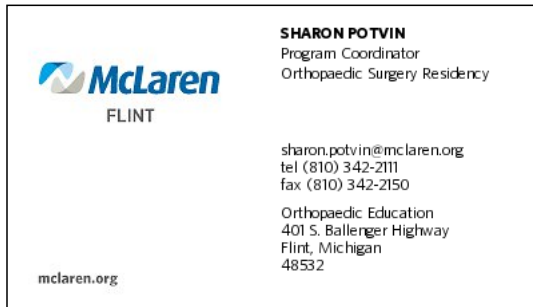 McLaren
FLINT
mclaren.org
SHARON POTVIN
Program Coordinator
Orthopaedic Surgery Residency
sharon.potvin@mclaren.org
tel (810) 342-2111
fax (810) 342-2150
Orthopaedic Education
401 S. Ballenger Highway
Flint, Michigan
48532